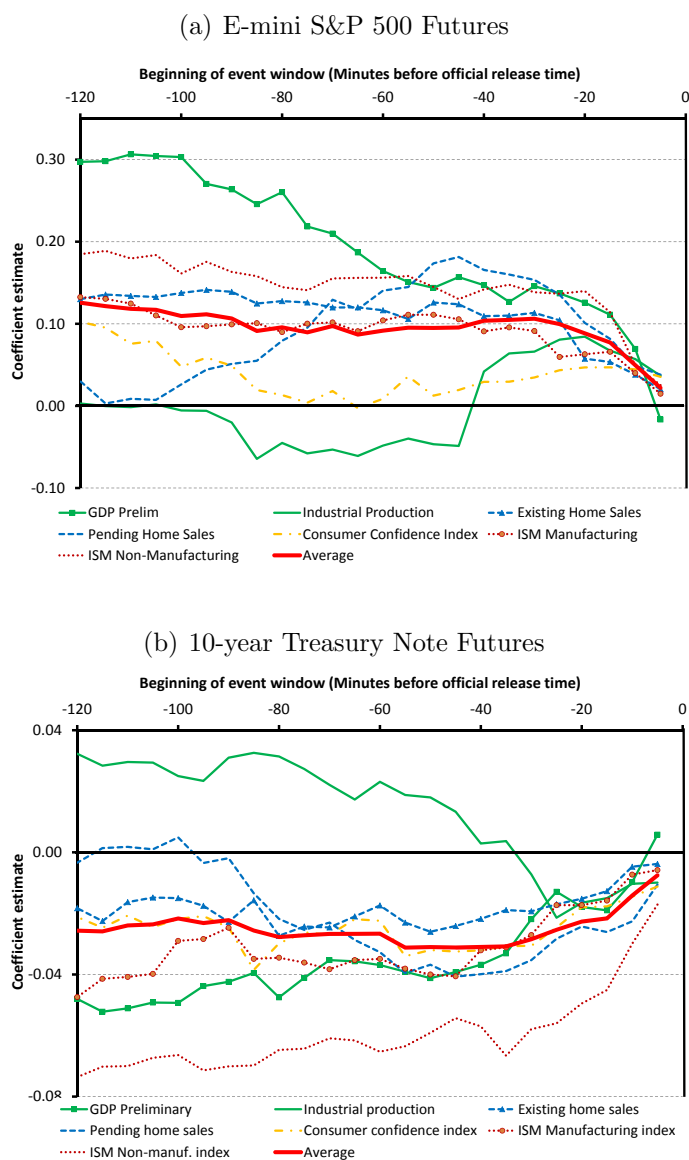 (a) E-mini S&P 500 Futures
Beginning of event window (Minutes before official release time)
-120 -100 -80 -60 -40 -20 0
0.30
0.20
0.10
0.00
-0.10
Coefficient estimate
GDP Prelim Industrial Production Existing Home Sales
Pending Home Sales Consumer Confidence Index ISM Manufacturing
ISM Non-Manufacturing Average
(b) 10-year Treasury Note Futures
Beginning of event window (Minutes before official release time)
-120 -100 -80 -60 -40 -20 0
0.04
0.00
-0.04
-0.08
Coefficient estimate
GDP Preliminary Industrial production Existing home sales
Pending home sales Consumer confidence index ISM Manufacturing index
ISM Non-manuf. index Average